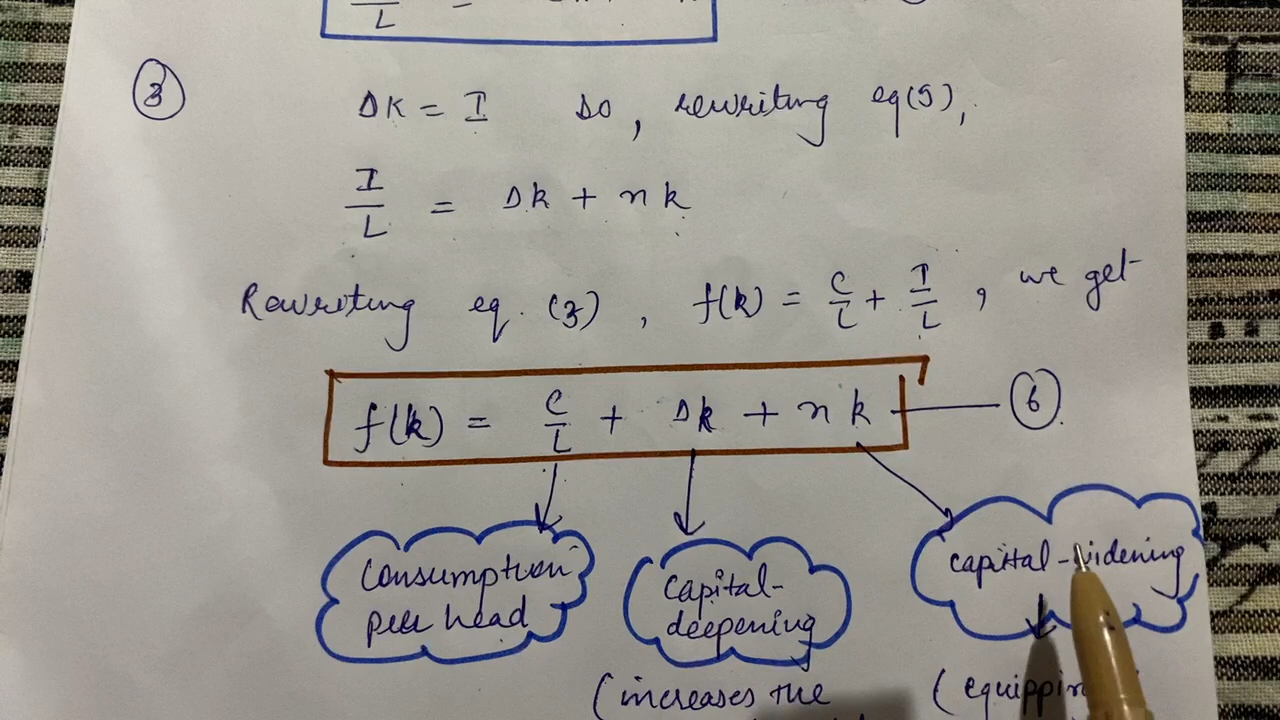 L
③ ΔK = I so, rewriting eq(5),
I/L = Δk + nk
Rewriting eq. (3), f(k) = C/L + I/L, we get
f(k) = C/L + Δk + nk — ⑥
Consumption per head
capital-deepening
capital-widening
(increases the
(equippin